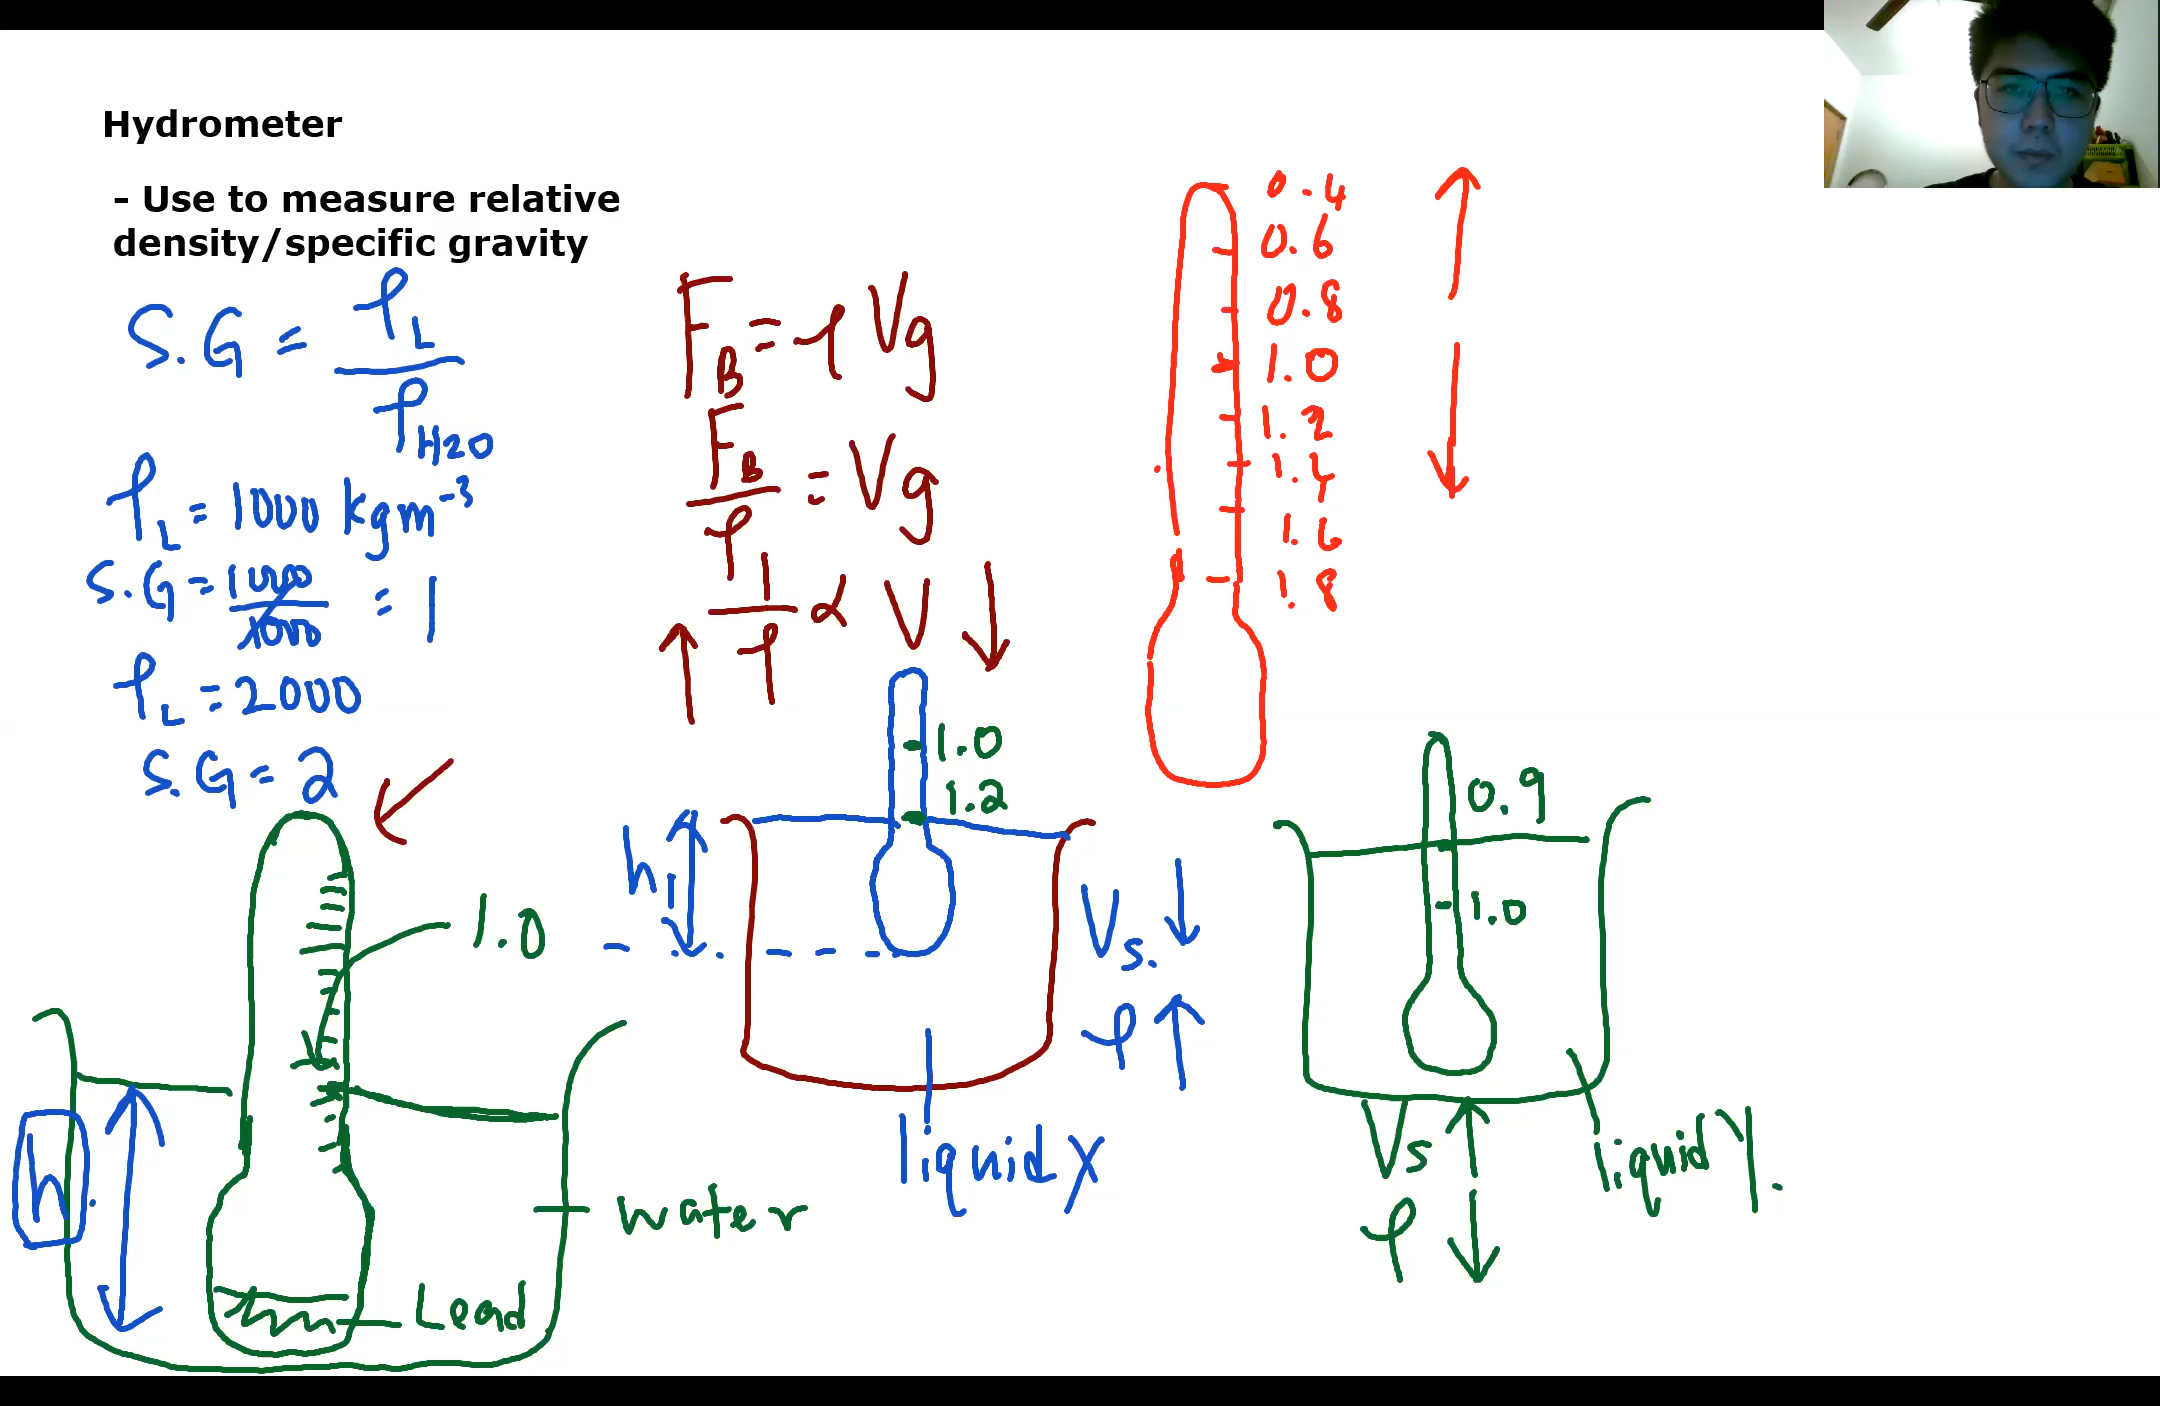 Hydrometer
- Use to measure relative
density/specific gravity
S.G = ρL / ρH2O
ρL = 1000 kgm⁻³
S.G = 1000 / 1000 = 1
ρL = 2000
S.G = 2
FB = ρVg
FB / ρ = Vg
1 / ρ ∝ V
0.4
0.6
0.8
1.0
1.2
1.4
1.6
1.8
1.0
h
water
Lead
1.0
1.2
h1
Vs.
ρ
liquid X
0.9
1.0
Vs
ρ
liquid Y.